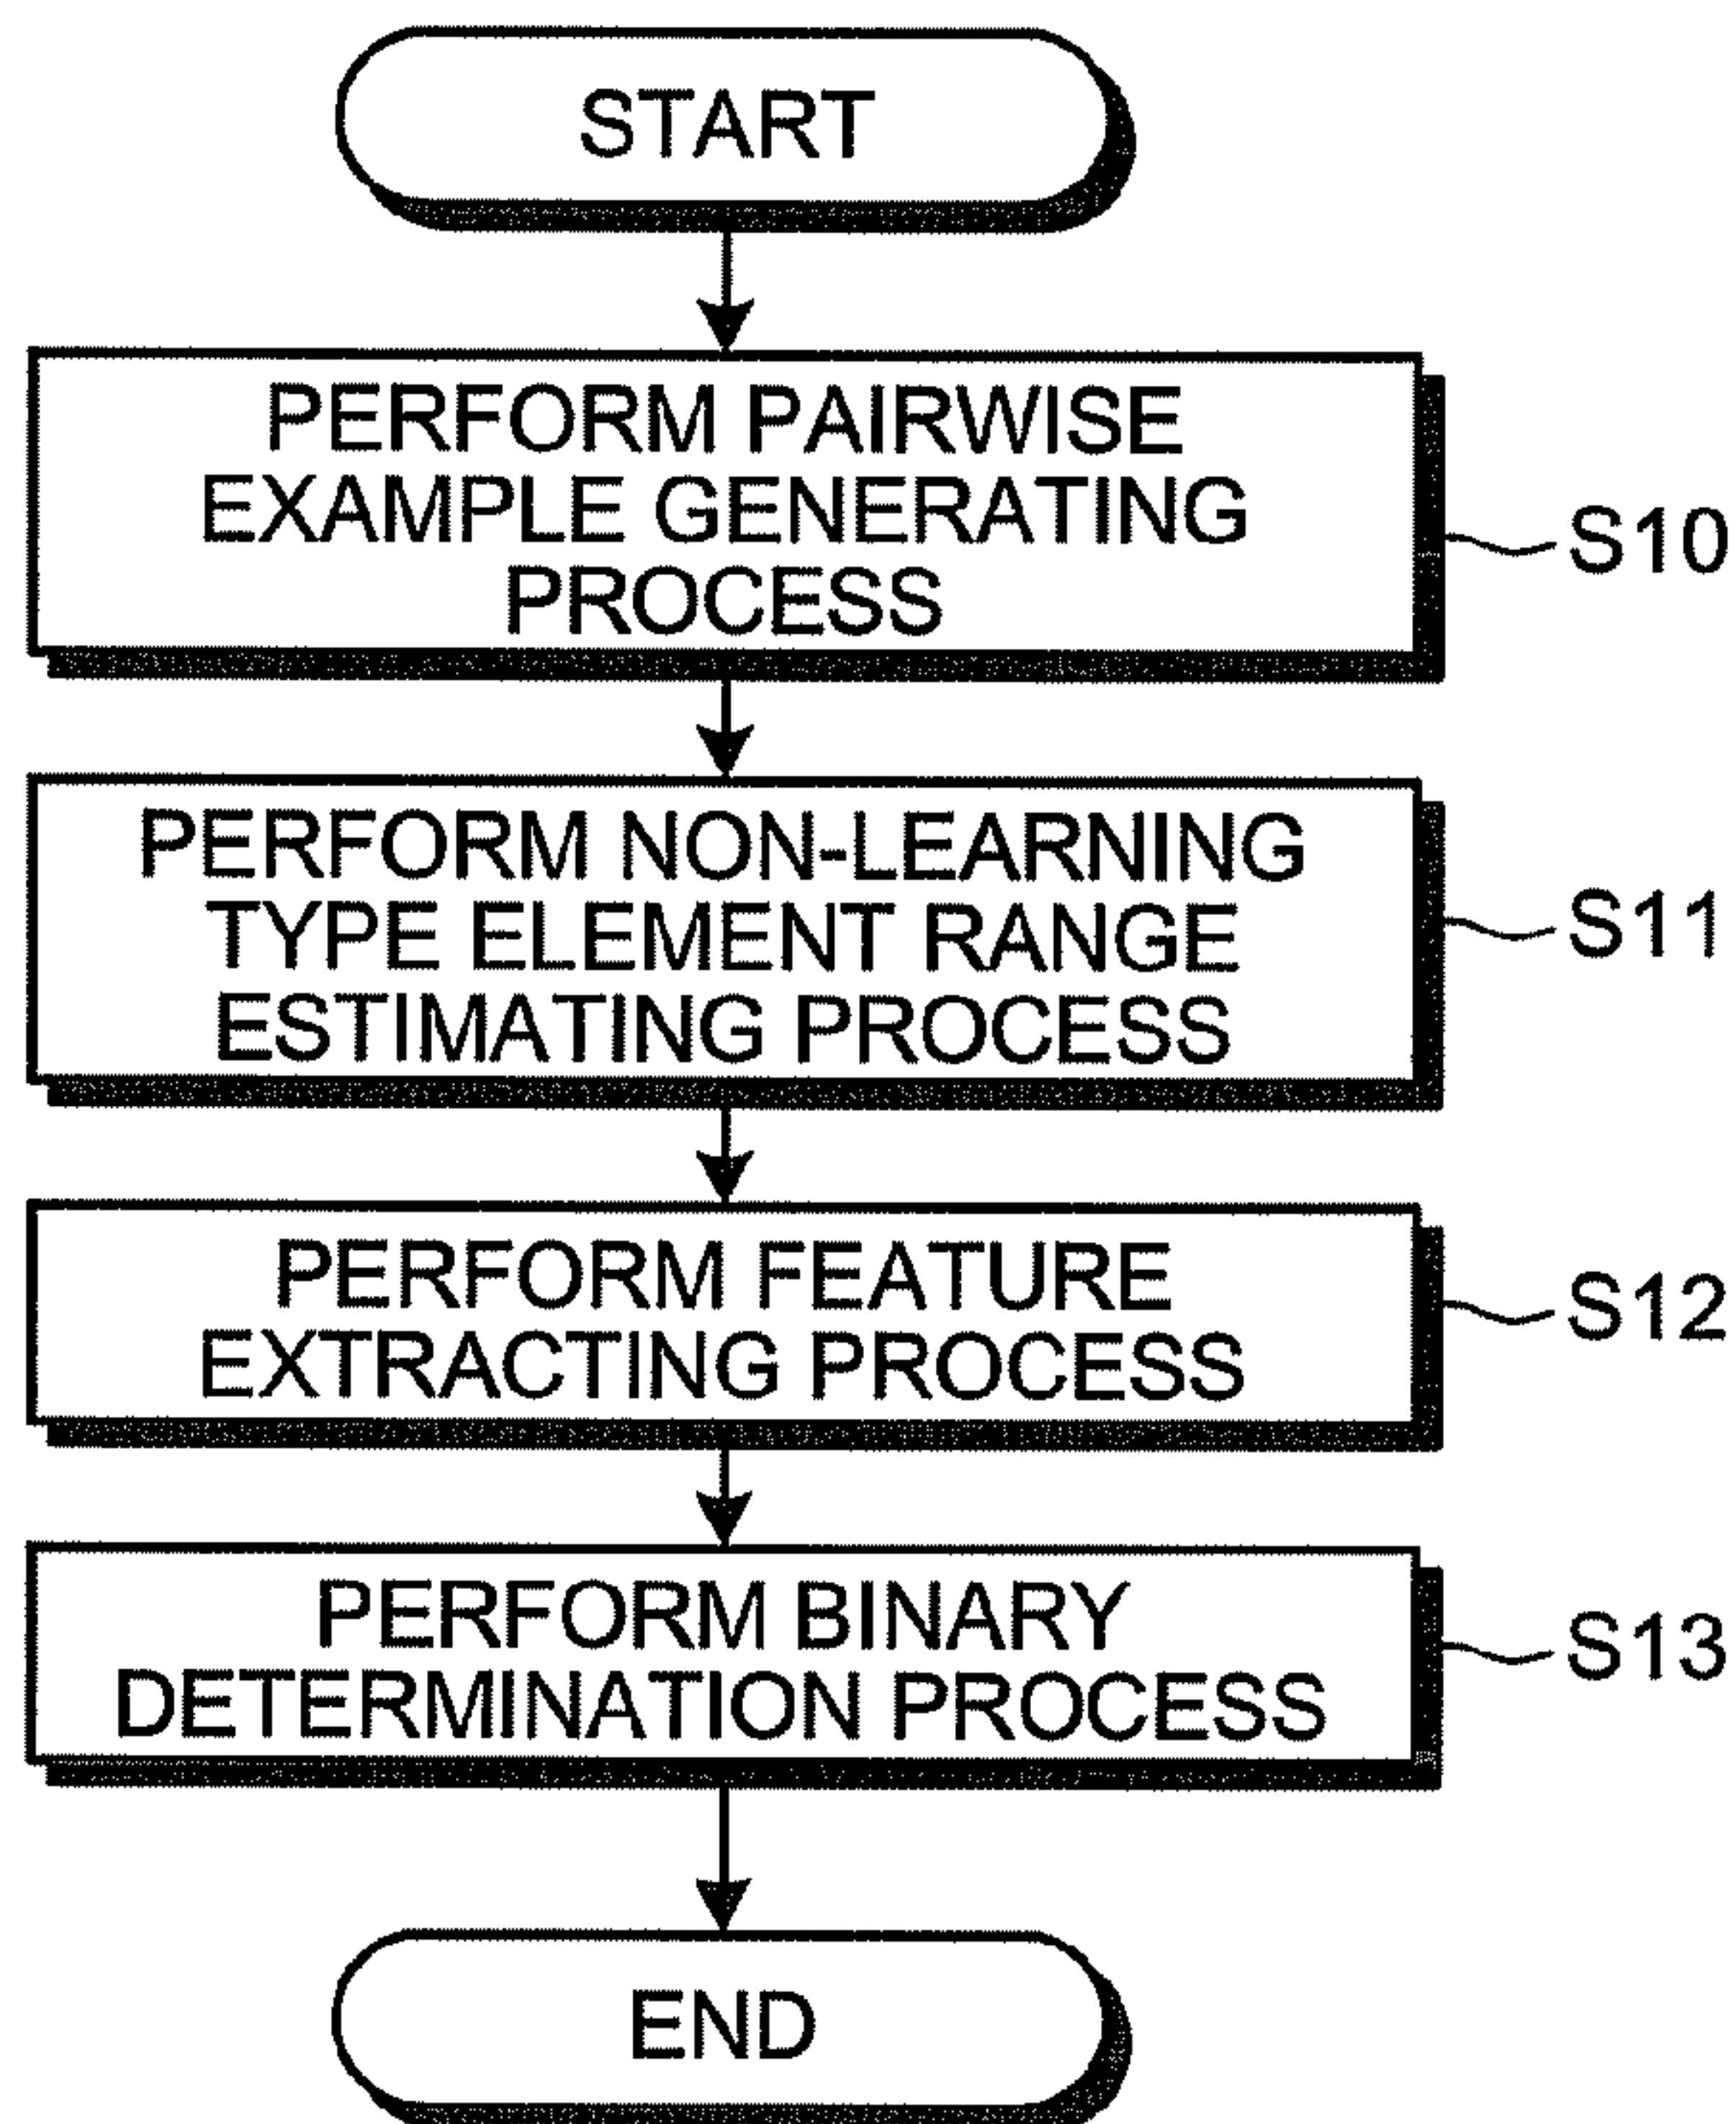 START
PERFORM PAIRWISE
EXAMPLE GENERATING
PROCESS
S10
PERFORM NON-LEARNING
TYPE ELEMENT RANGE
ESTIMATING PROCESS
S11
PERFORM FEATURE
EXTRACTING PROCESS
S12
PERFORM BINARY
DETERMINATION PROCESS
S13
END